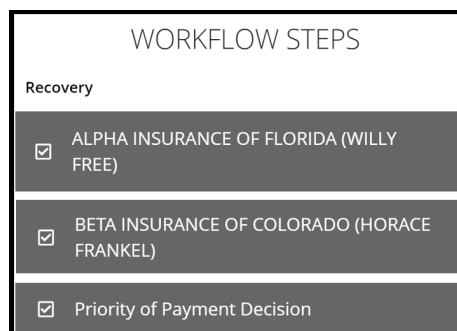 WORKFLOW STEPS
Recovery
ALPHA INSURANCE OF FLORIDA (WILLY
FREE)
BETA INSURANCE OF COLORADO (HORACE
FRANKEL)
Priority of Payment Decision